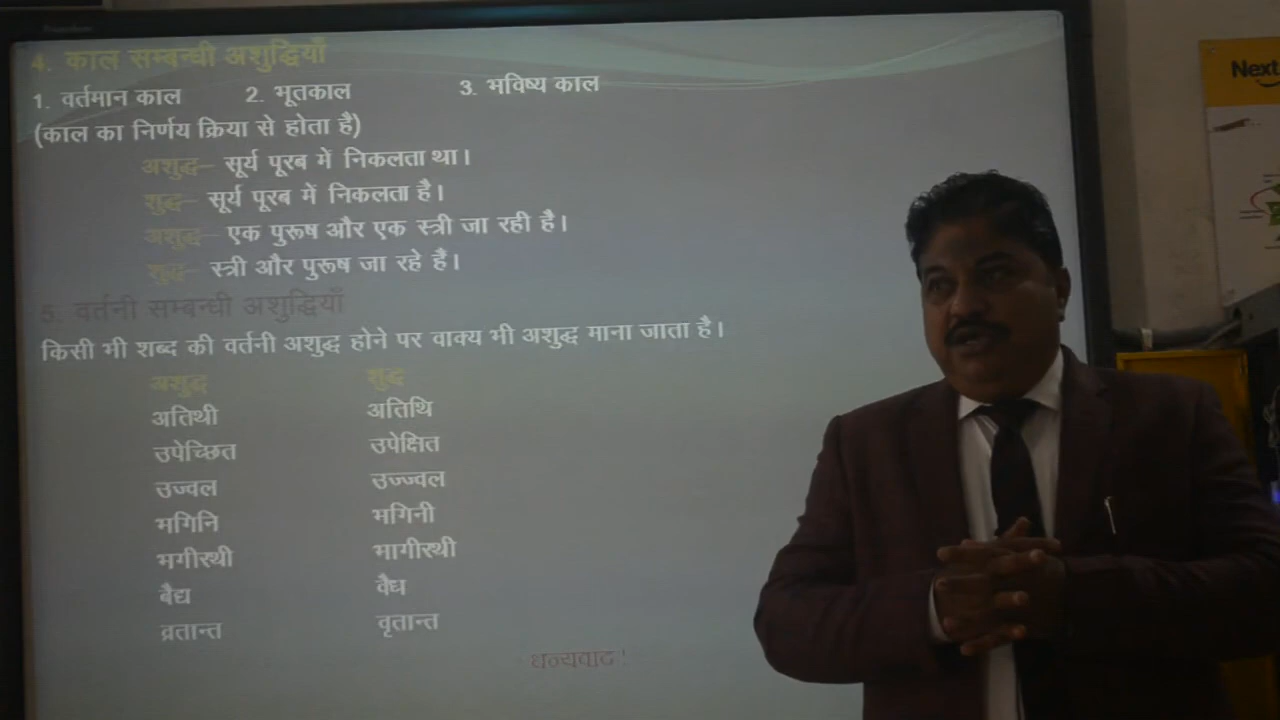 4. काल सम्बन्धी अशुद्धियाँ
1. वर्तमान काल 2. भूतकाल 3. भविष्य काल
(काल का निर्णय क्रिया से होता है)
अशुद्ध– सूर्य पूरब में निकलता था।
शुद्ध– सूर्य पूरब में निकलता है।
अशुद्ध– एक पुरूष और एक स्त्री जा रही है।
शुद्ध– स्त्री और पुरूष जा रहे हैं।
5. वर्तनी सम्बन्धी अशुद्धियाँ
किसी भी शब्द की वर्तनी अशुद्ध होने पर वाक्य भी अशुद्ध माना जाता है।
अशुद्ध शुद्ध
अतिथी अतिथि
उपेच्छित उपेक्षित
उज्वल उज्ज्वल
भगिनि भगिनी
भगीरथी भागीरथी
बैद्य वैध
व्रतान्त वृतान्त
धन्यवाद !
Next